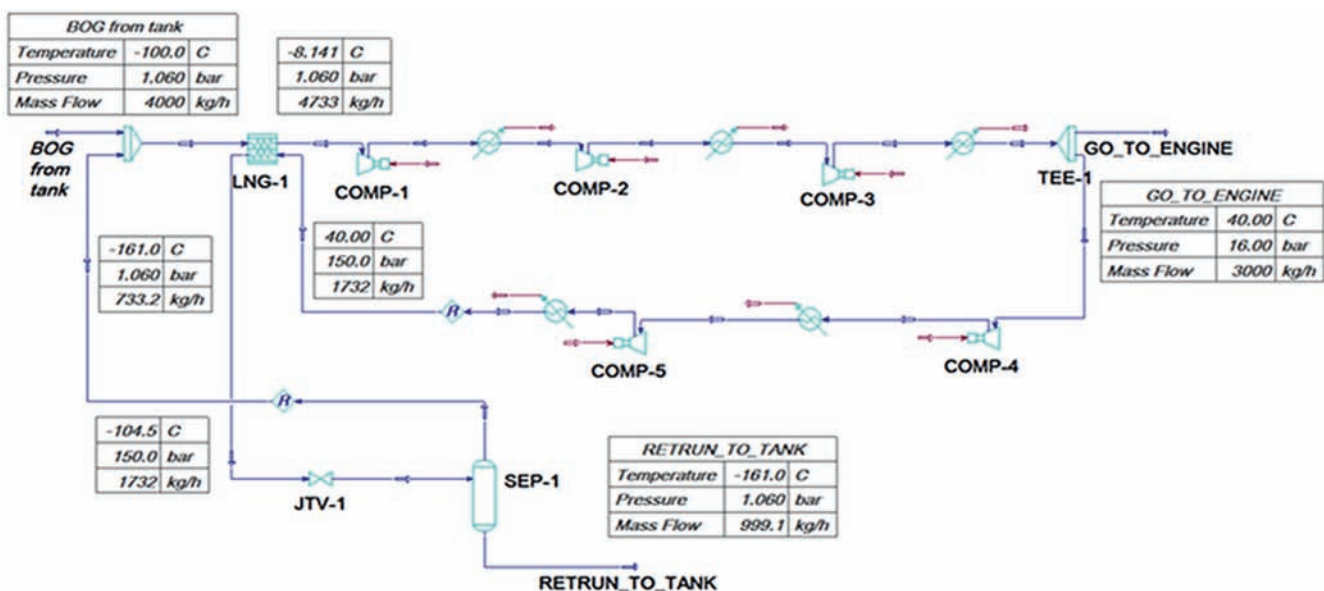 BOG from tank
Temperature -100.0 C
Pressure 1.060 bar
Mass Flow 4000 kg/h
-8.141 C
1.060 bar
4733 kg/h
BOG
from
tank
LNG-1
COMP-1
COMP-2
COMP-3
TEE-1
GO_TO_ENGINE
GO_TO_ENGINE
Temperature 40.00 C
Pressure 16.00 bar
Mass Flow 3000 kg/h
-161.0 C
1.060 bar
733.2 kg/h
40.00 C
150.0 bar
1732 kg/h
R
COMP-5
COMP-4
R
-104.5 C
150.0 bar
1732 kg/h
JTV-1
SEP-1
RETRUN_TO_TANK
Temperature -161.0 C
Pressure 1.060 bar
Mass Flow 999.1 kg/h
RETRUN_TO_TANK